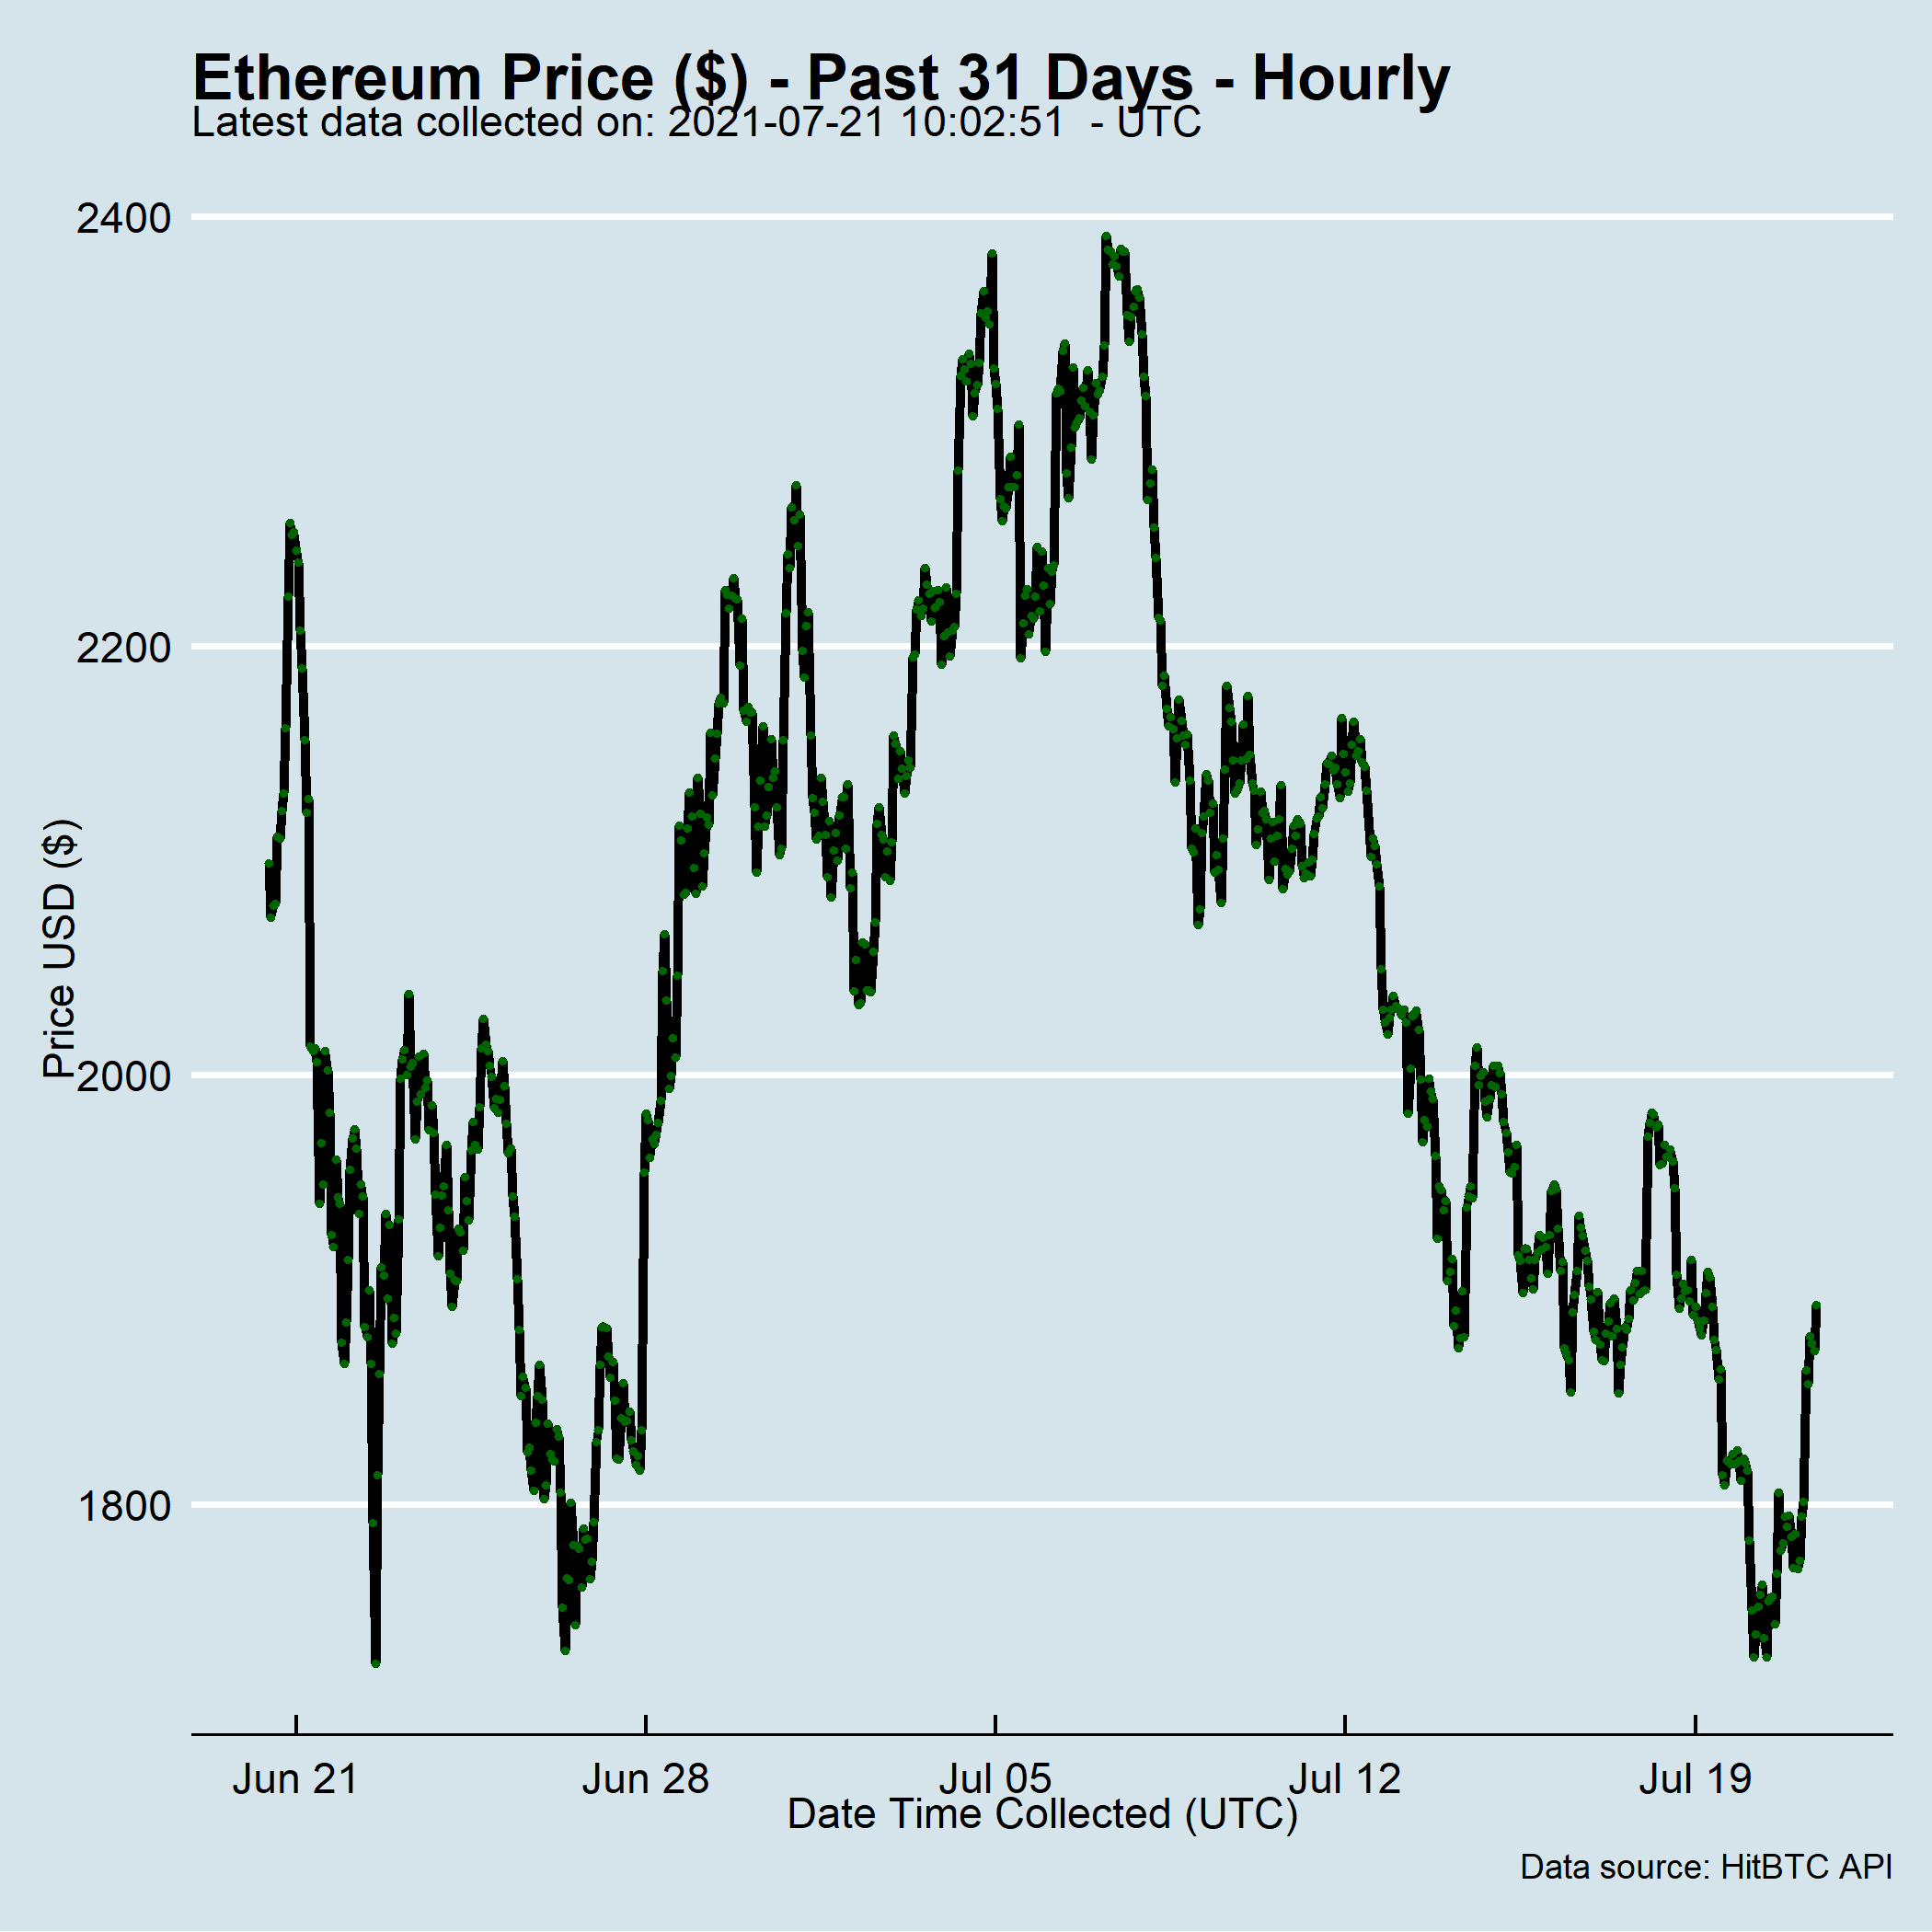 Ethereum Price ($) - Past 31 Days - Hourly
Latest data collected on: 2021-07-21 10:02:51  - UTC
2400
2200
2000
1800
Price USD ($)
Jun 21
Jun 28
Jul 05
Jul 12
Jul 19
Date Time Collected (UTC)
Data source: HitBTC API